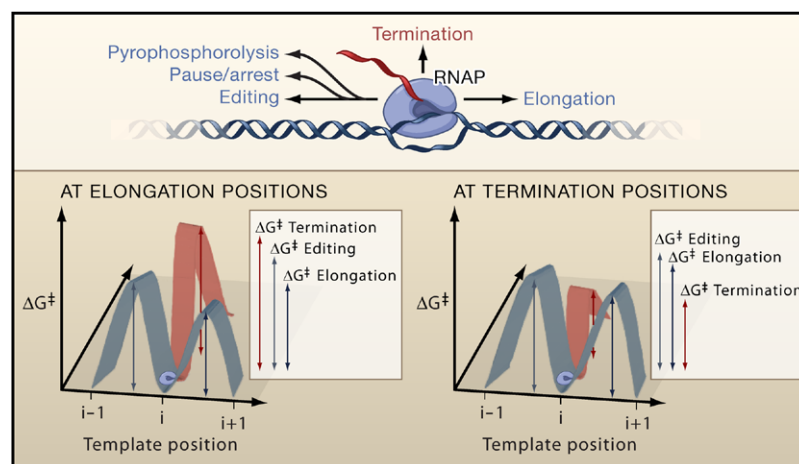 Termination
Pyrophosphorolysis
Pause/arrest
Editing
RNAP
Elongation
AT ELONGATION POSITIONS
ΔG‡ Termination
ΔG‡ Editing
ΔG‡ Elongation
ΔG‡
i-1
i
i+1
Template position
AT TERMINATION POSITIONS
ΔG‡ Editing
ΔG‡ Elongation
ΔG‡ Termination
ΔG‡
i-1
i
i+1
Template position